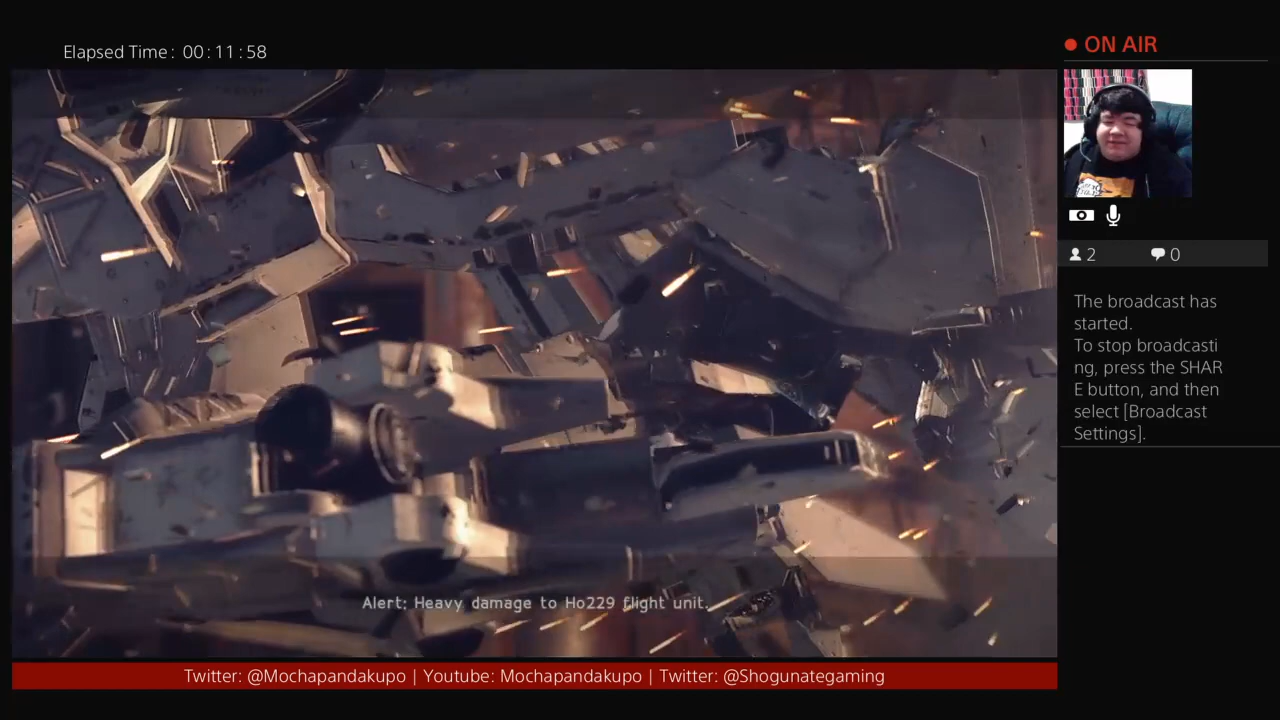 Elapsed Time: 00:11:58
ON AIR
2
0
The broadcast has
started.
To stop broadcasti
ng, press the SHAR
E button, and then
select [Broadcast
Settings].
Alert: Heavy damage to Ho229 flight unit.
Twitter: @Mochapandakupo | Youtube: Mochapandakupo | Twitter: @Shogunategaming